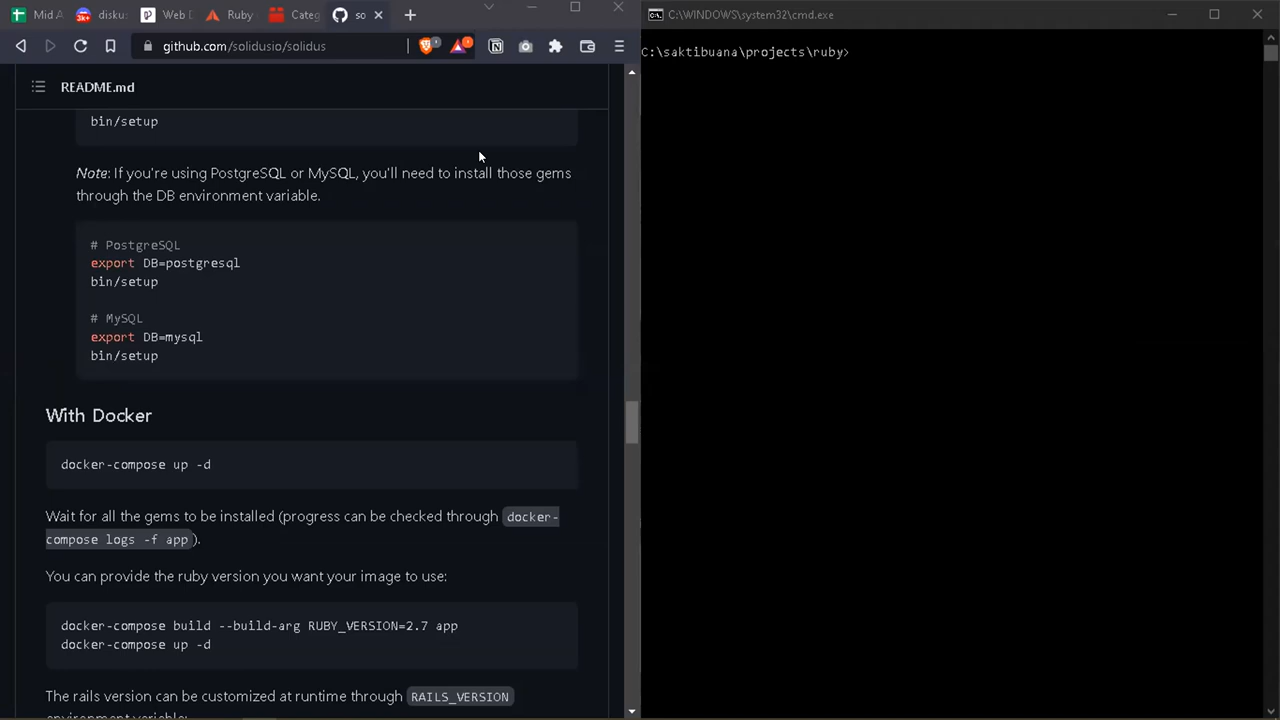 Mid A
disku
Web D
Ruby
Categ
so
github.com/solidusio/solidus
README.md
bin/setup
Note: If you're using PostgreSQL or MySQL, you'll need to install those gems
through the DB environment variable.
# PostgreSQL
export DB=postgresql
bin/setup
# MySQL
export DB=mysql
bin/setup
With Docker
docker-compose up -d
Wait for all the gems to be installed (progress can be checked through docker-
compose logs -f app).
You can provide the ruby version you want your image to use:
docker-compose build --build-arg RUBY_VERSION=2.7 app
docker-compose up -d
The rails version can be customized at runtime through RAILS_VERSION
environment variable:
C:\WINDOWS\system32\cmd.exe
C:\saktibuana\projects\ruby>